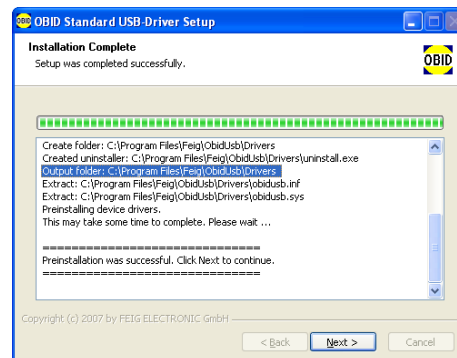 OBID OBID Standard USB-Driver Setup
Installation Complete
Setup was completed successfully.
OBID
Create folder: C:\Program Files\Feig\ObidUsb\Drivers
Created uninstaller: C:\Program Files\Feig\ObidUsb\Drivers\uninstall.exe
Output folder: C:\Program Files\Feig\ObidUsb\Drivers
Extract: C:\Program Files\Feig\ObidUsb\Drivers\obidusb.inf
Extract: C:\Program Files\Feig\ObidUsb\Drivers\obidusb.sys
Preinstalling device drivers.
This may take some time to complete. Please wait ...
===============================
Preinstallation was successful. Click Next to continue.
===============================
Copyright (c) 2007 by FEIG ELECTRONIC GmbH
< Back Next > Cancel